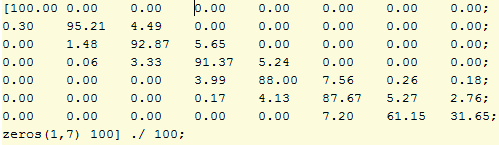 [100.00 0.00 0.00 0.00 0.00 0.00 0.00 0.00;
0.30 95.21 4.49 0.00 0.00 0.00 0.00 0.00;
0.00 1.48 92.87 5.65 0.00 0.00 0.00 0.00;
0.00 0.06 3.33 91.37 5.24 0.00 0.00 0.00;
0.00 0.00 0.00 3.99 88.00 7.56 0.26 0.18;
0.00 0.00 0.00 0.17 4.13 87.67 5.27 2.76;
0.00 0.00 0.00 0.00 0.00 7.20 61.15 31.65;
zeros(1,7) 100] ./ 100;